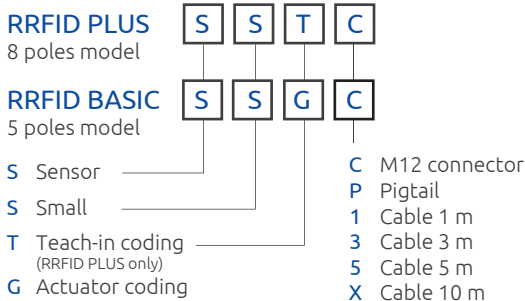 RRFID PLUS S S T C
8 poles model
RRFID BASIC S S G C
5 poles model
S Sensor
S Small
T Teach-in coding
(RRFID PLUS only)
G Actuator coding
C M12 connector
P Pigtail
1 Cable 1 m
3 Cable 3 m
5 Cable 5 m
X Cable 10 m